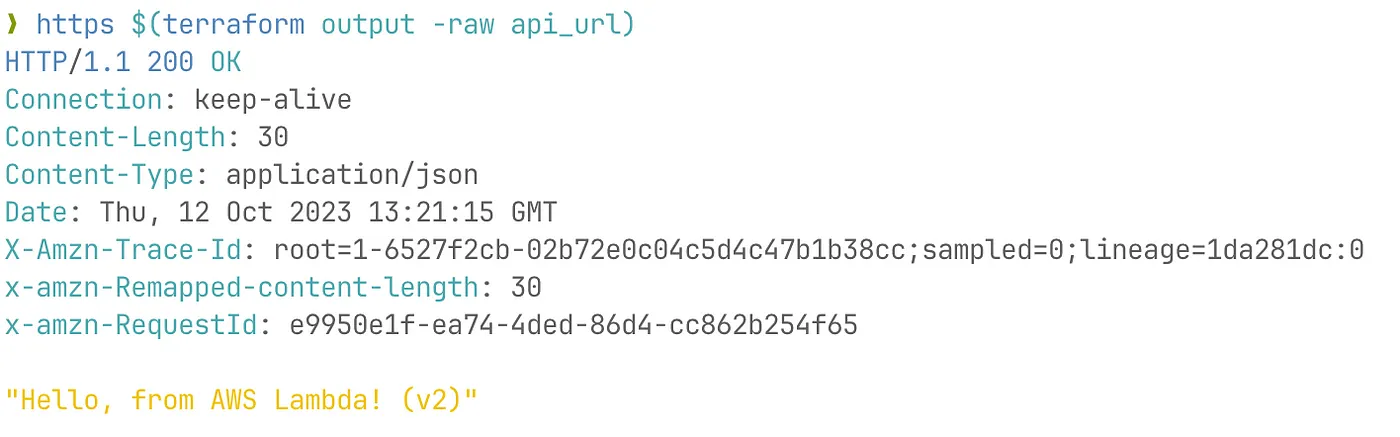 ❯ https $(terraform output -raw api_url)
HTTP/1.1 200 OK
Connection: keep-alive
Content-Length: 30
Content-Type: application/json
Date: Thu, 12 Oct 2023 13:21:15 GMT
X-Amzn-Trace-Id: root=1-6527f2cb-02b72e0c04c5d4c47b1b38cc;sampled=0;lineage=1da281dc:0
x-amzn-Remapped-content-length: 30
x-amzn-RequestId: e9950e1f-ea74-4ded-86d4-cc862b254f65
"Hello, from AWS Lambda! (v2)"